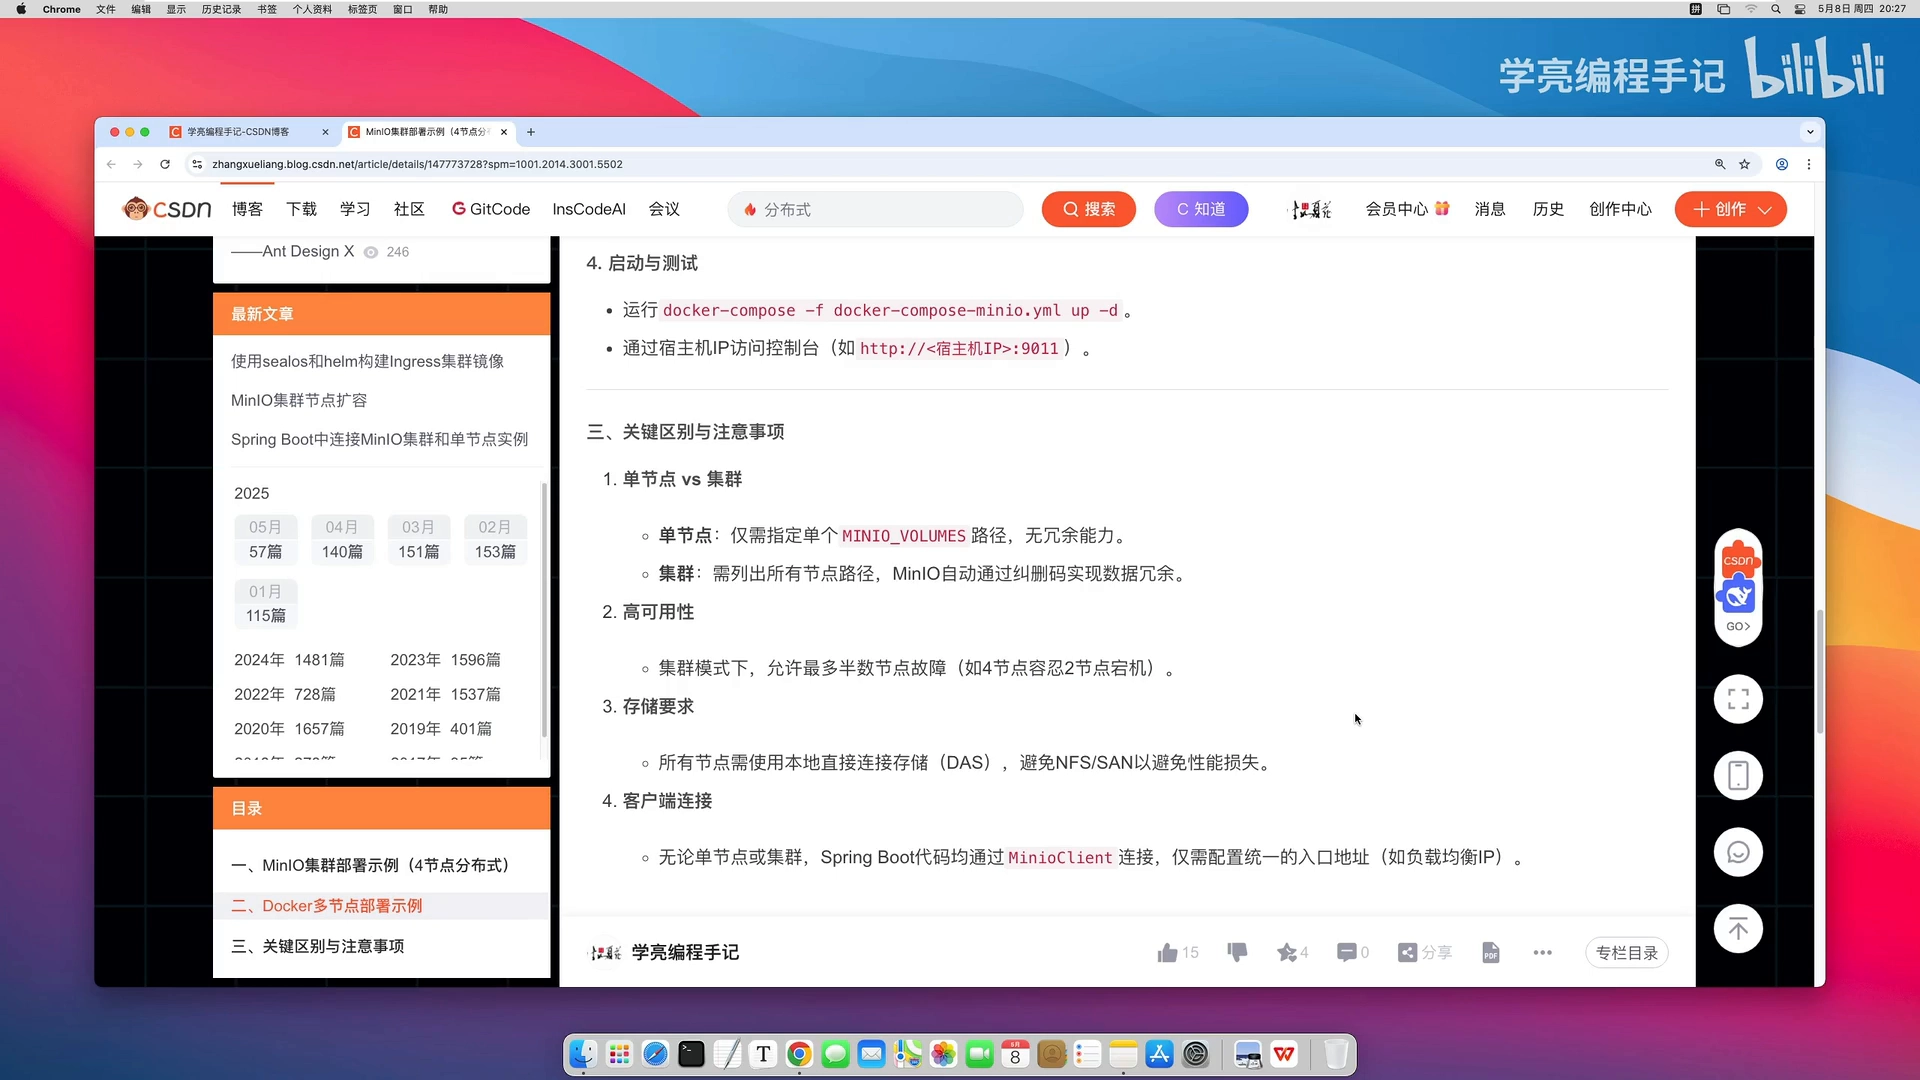 Chrome 文件 编辑 显示 历史记录 书签 个人资料 标签页 窗口 帮助
拼 5月8日 周四 20:27
学亮编程手记 bilibili
学亮编程手记-CSDN博客
MinIO集群部署示例（4节点分
zhangxueliang.blog.csdn.net/article/details/147773728?spm=1001.2014.3001.5502
CSDN 博客 下载 学习 社区 GitCode InsCodeAI 会议 分布式 搜索 C 知道 会员中心 消息 历史 创作中心 创作
——Ant Design X 246
最新文章
使用sealos和helm构建Ingress集群镜像
MinIO集群节点扩容
Spring Boot中连接MinIO集群和单节点实例
2025
05月 04月 03月 02月
57篇 140篇 151篇 153篇
01月
115篇
2024年 1481篇 2023年 1596篇
2022年 728篇 2021年 1537篇
2020年 1657篇 2019年 401篇
目录
一、MinIO集群部署示例（4节点分布式）
二、Docker多节点部署示例
三、关键区别与注意事项
4. 启动与测试
运行 docker-compose -f docker-compose-minio.yml up -d 。
通过宿主机IP访问控制台（如 http://<宿主机IP>:9011 ）。
三、关键区别与注意事项
1. 单节点 vs 集群
单节点：仅需指定单个 MINIO_VOLUMES 路径，无冗余能力。
集群：需列出所有节点路径，MinIO自动通过纠删码实现数据冗余。
2. 高可用性
集群模式下，允许最多半数节点故障（如4节点容忍2节点宕机）。
3. 存储要求
所有节点需使用本地直接连接存储（DAS），避免NFS/SAN以避免性能损失。
4. 客户端连接
无论单节点或集群，Spring Boot代码均通过 MinioClient 连接，仅需配置统一的入口地址（如负载均衡IP）。
学亮编程手记 15 4 0 分享 PDF 专栏目录
CSDN
GO>
5月
8